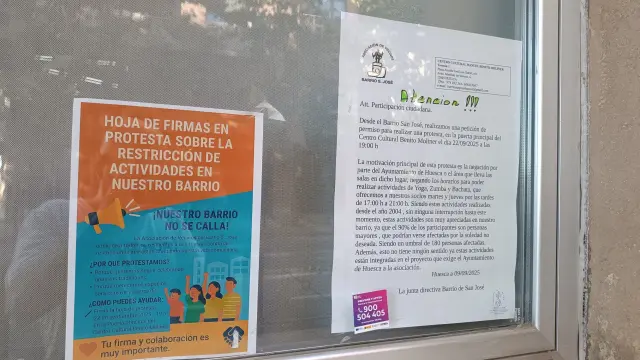 HOJA DE FIRMAS EN
PROTESTA SOBRE LA
RESTRICCIÓN DE
ACTIVIDADES EN
NUESTRO BARRIO
¡NUESTRO BARRIO
NO SE CALLA!
¿POR QUÉ PROTESTAMOS?
¿CÓMO PUEDES AYUDAR?
Tu firma y colaboración es
muy importante.
BARRIO S. JOSÉ
Atencion !!!
Att. Participación ciudadana.
Desde el Barrio San José, realizamos una petición de
permiso para realizar una protesta, en la puerta principal del
Centro Cultural Benito Moliner el dia 22/09/2025 a las
19:00 h
La motivación principal de esta protesta es la negación por
parte del Ayuntamiento de Huesca o el área que lleva las
salas en dicho lugar, negando los horarios para poder
realizar actividades de Yoga, Zumba y Bachata, que
ofrecemos a nuestros socios martes y jueves por las tardes
de 17:00 h a 21:00 h. Siendo estas actividades realizadas
desde el año 2004 , sin ninguna interrupción hasta este
momento, estas actividades son muy apreciadas en nuestro
barrio, ya que el 90% de los participantes son personas
mayores , que podrían verse afectadas por la soledad no
deseada. Siendo un umbral de 180 personas afectadas.
Además, esto no tiene ningún sentido ya estas actividades
están integradas en el proyecto que exige el Ayuntamiento
de Huesca a la asociación.
Huesca a 09/09/2025
La junta directiva Barrio de San José
900
504 405